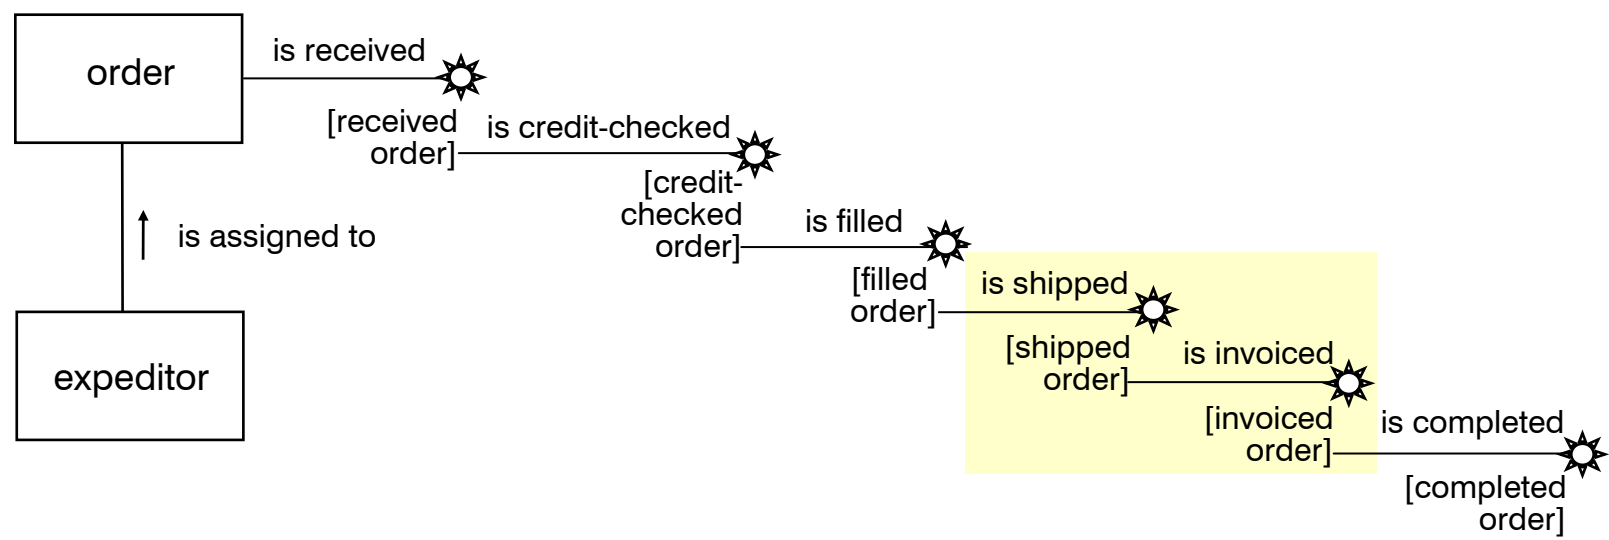 order
is received
[received
order]
is credit-checked
[credit-
checked
order]
is filled
[filled
order]
is shipped
[shipped
order]
is invoiced
[invoiced
order]
is completed
[completed
order]
is assigned to
expeditor